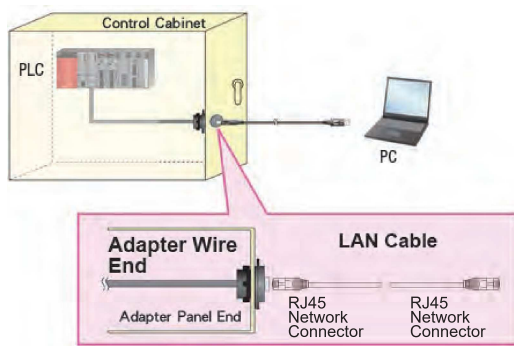 Control Cabinet
PLC
PC
Adapter Wire
End
LAN Cable
Adapter Panel End
RJ45
Network
Connector
RJ45
Network
Connector